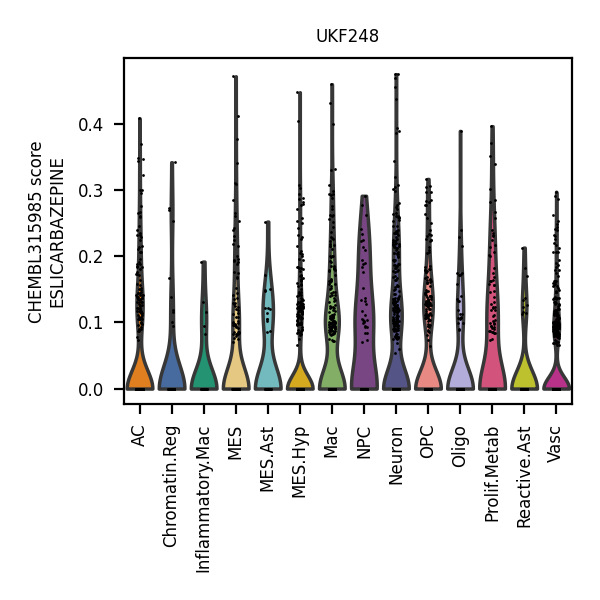 UKF248
CHEMBL315985 score
ESLICARBAZEPINE
0.4
0.3
0.2
0.1
0.0
AC
Chromatin.Reg
Inflammatory.Mac
MES
MES.Ast
MES.Hyp
Mac
NPC
Neuron
OPC
Oligo
Prolif.Metab
Reactive.Ast
Vasc